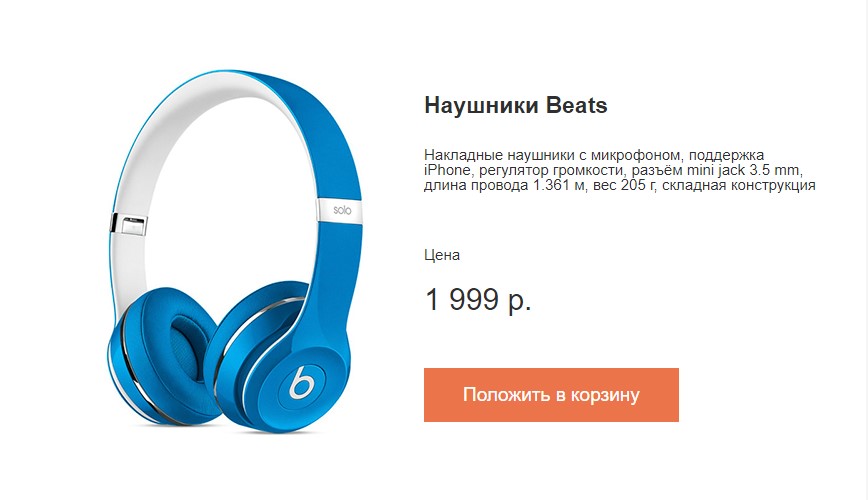 Наушники Beats
Накладные наушники с микрофоном, поддержка
iPhone, регулятор громкости, разъём mini jack 3.5 mm,
длина провода 1.361 м, вес 205 г, складная конструкция
solo
Цена
1 999 р.
b
Положить в корзину